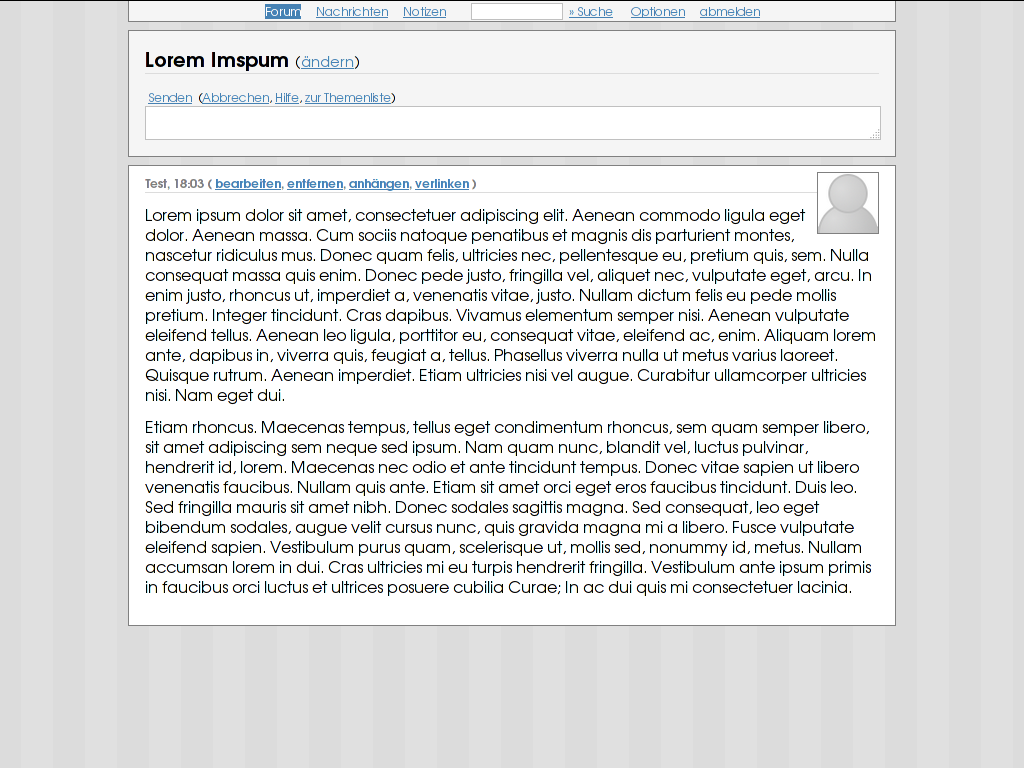 Forum Nachrichten Notizen » Suche Optionen abmelden
Lorem Imspum (ändern)
Senden (Abbrechen, Hilfe, zur Themenliste)
Test, 18:03 ( bearbeiten, entfernen, anhängen, verlinken )
Lorem ipsum dolor sit amet, consectetuer adipiscing elit. Aenean commodo ligula eget
dolor. Aenean massa. Cum sociis natoque penatibus et magnis dis parturient montes,
nascetur ridiculus mus. Donec quam felis, ultricies nec, pellentesque eu, pretium quis, sem. Nulla
consequat massa quis enim. Donec pede justo, fringilla vel, aliquet nec, vulputate eget, arcu. In
enim justo, rhoncus ut, imperdiet a, venenatis vitae, justo. Nullam dictum felis eu pede mollis
pretium. Integer tincidunt. Cras dapibus. Vivamus elementum semper nisi. Aenean vulputate
eleifend tellus. Aenean leo ligula, porttitor eu, consequat vitae, eleifend ac, enim. Aliquam lorem
ante, dapibus in, viverra quis, feugiat a, tellus. Phasellus viverra nulla ut metus varius laoreet.
Quisque rutrum. Aenean imperdiet. Etiam ultricies nisi vel augue. Curabitur ullamcorper ultricies
nisi. Nam eget dui.
Etiam rhoncus. Maecenas tempus, tellus eget condimentum rhoncus, sem quam semper libero,
sit amet adipiscing sem neque sed ipsum. Nam quam nunc, blandit vel, luctus pulvinar,
hendrerit id, lorem. Maecenas nec odio et ante tincidunt tempus. Donec vitae sapien ut libero
venenatis faucibus. Nullam quis ante. Etiam sit amet orci eget eros faucibus tincidunt. Duis leo.
Sed fringilla mauris sit amet nibh. Donec sodales sagittis magna. Sed consequat, leo eget
bibendum sodales, augue velit cursus nunc, quis gravida magna mi a libero. Fusce vulputate
eleifend sapien. Vestibulum purus quam, scelerisque ut, mollis sed, nonummy id, metus. Nullam
accumsan lorem in dui. Cras ultricies mi eu turpis hendrerit fringilla. Vestibulum ante ipsum primis
in faucibus orci luctus et ultrices posuere cubilia Curae; In ac dui quis mi consectetuer lacinia.